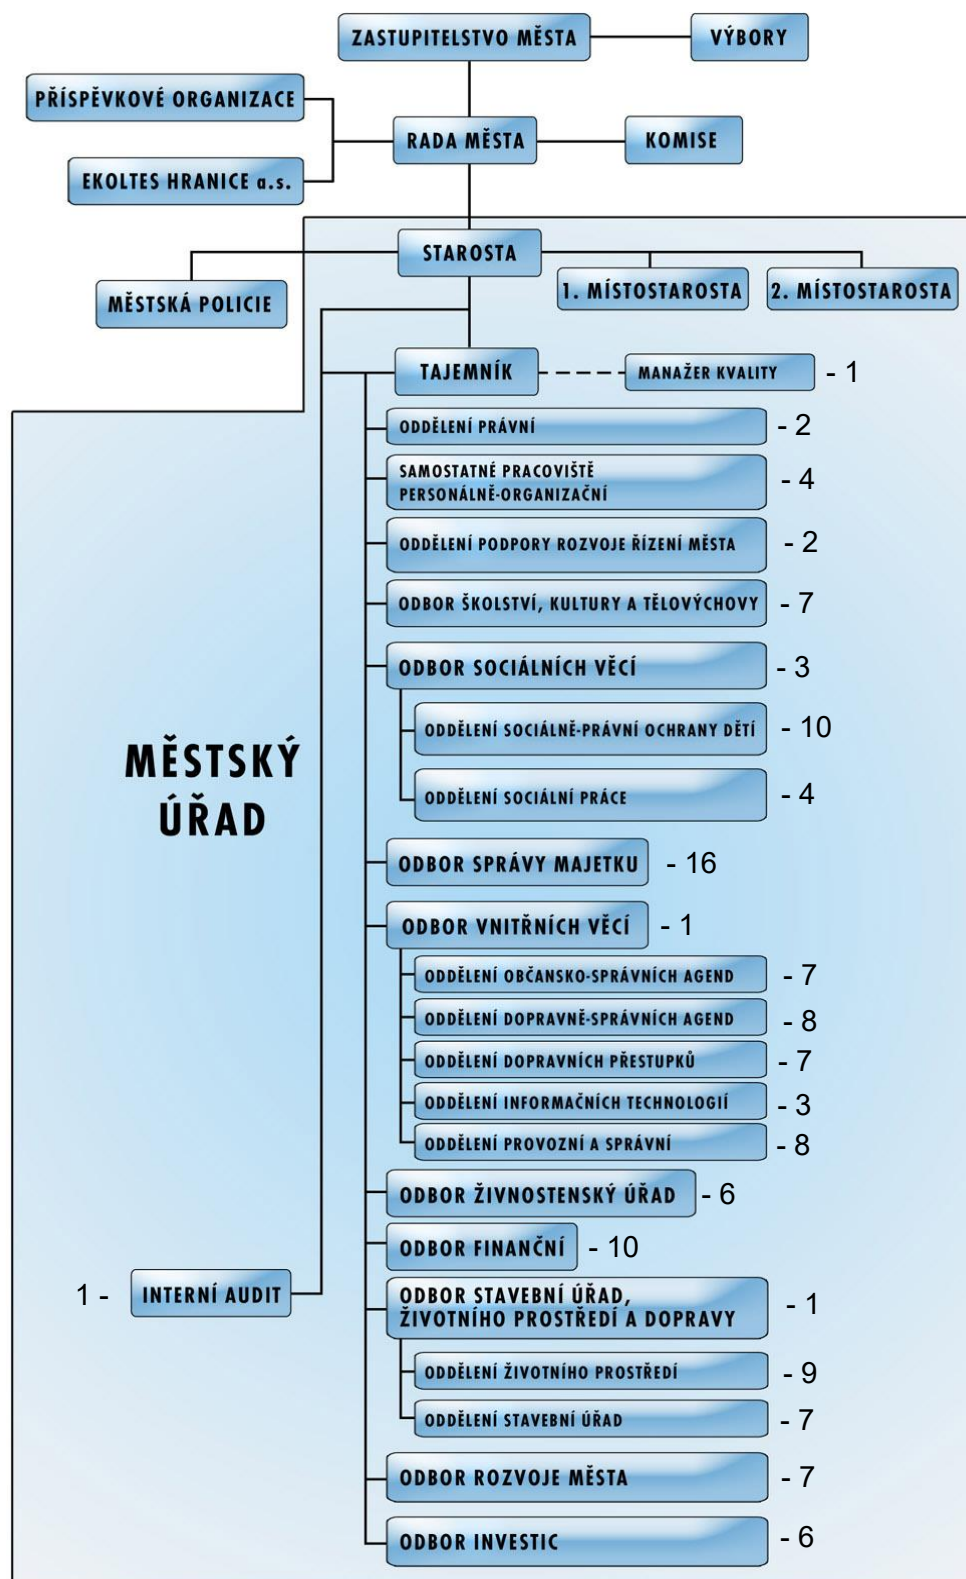 ZASTUPITELSTVO MĚSTA
VÝBORY
PŘÍSPĚVKOVÉ ORGANIZACE
RADA MĚSTA
KOMISE
EKOLTES HRANICE a.s.
STAROSTA
MĚSTSKÁ POLICIE
1. MÍSTOSTAROSTA
2. MÍSTOSTAROSTA
TAJEMNÍK
MANAŽER KVALITY - 1
ODDĚLENÍ PRÁVNÍ - 2
SAMOSTATNÉ PRACOVIŠTĚ
PERSONÁLNĚ-ORGANIZAČNÍ - 4
ODDĚLENÍ PODPORY ROZVOJE ŘÍZENÍ MĚSTA - 2
ODBOR ŠKOLSTVÍ, KULTURY A TĚLOVÝCHOVY - 7
ODBOR SOCIÁLNÍCH VĚCÍ - 3
ODDĚLENÍ SOCIÁLNĚ-PRÁVNÍ OCHRANY DĚTÍ - 10
ODDĚLENÍ SOCIÁLNÍ PRÁCE - 4
MĚSTSKÝ
ÚŘAD
ODBOR SPRÁVY MAJETKU - 16
ODBOR VNITŘNÍCH VĚCÍ - 1
ODDĚLENÍ OBČANSKO-SPRÁVNÍCH AGEND - 7
ODDĚLENÍ DOPRAVNĚ-SPRÁVNÍCH AGEND - 8
ODDĚLENÍ DOPRAVNÍCH PŘESTUPKŮ - 7
ODDĚLENÍ INFORMAČNÍCH TECHNOLOGIÍ - 3
ODDĚLENÍ PROVOZNÍ A SPRÁVNÍ - 8
ODBOR ŽIVNOSTENSKÝ ÚŘAD - 6
ODBOR FINANČNÍ - 10
1 - INTERNÍ AUDIT
ODBOR STAVEBNÍ ÚŘAD,
ŽIVOTNÍHO PROSTŘEDÍ A DOPRAVY - 1
ODDĚLENÍ ŽIVOTNÍHO PROSTŘEDÍ - 9
ODDĚLENÍ STAVEBNÍ ÚŘAD - 7
ODBOR ROZVOJE MĚSTA - 7
ODBOR INVESTIC - 6